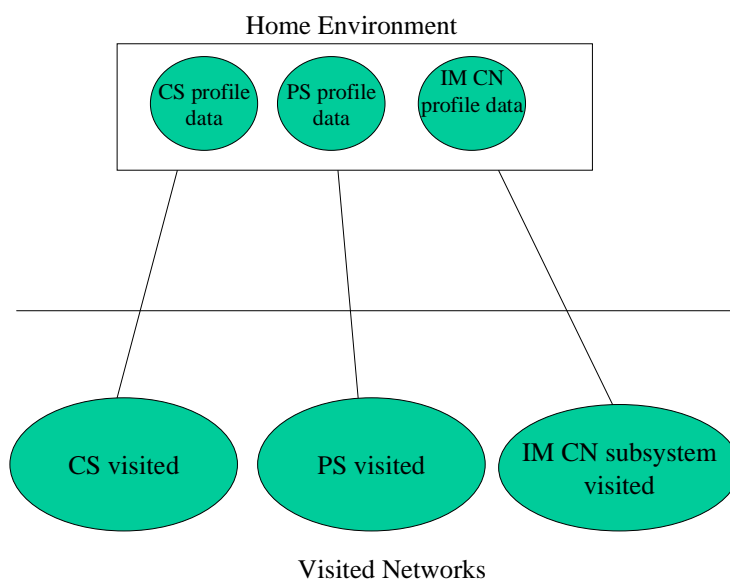 Home Environment
CS profile
data
PS profile
data
IM CN
profile data
CS visited
PS visited
IM CN subsystem
visited
Visited Networks